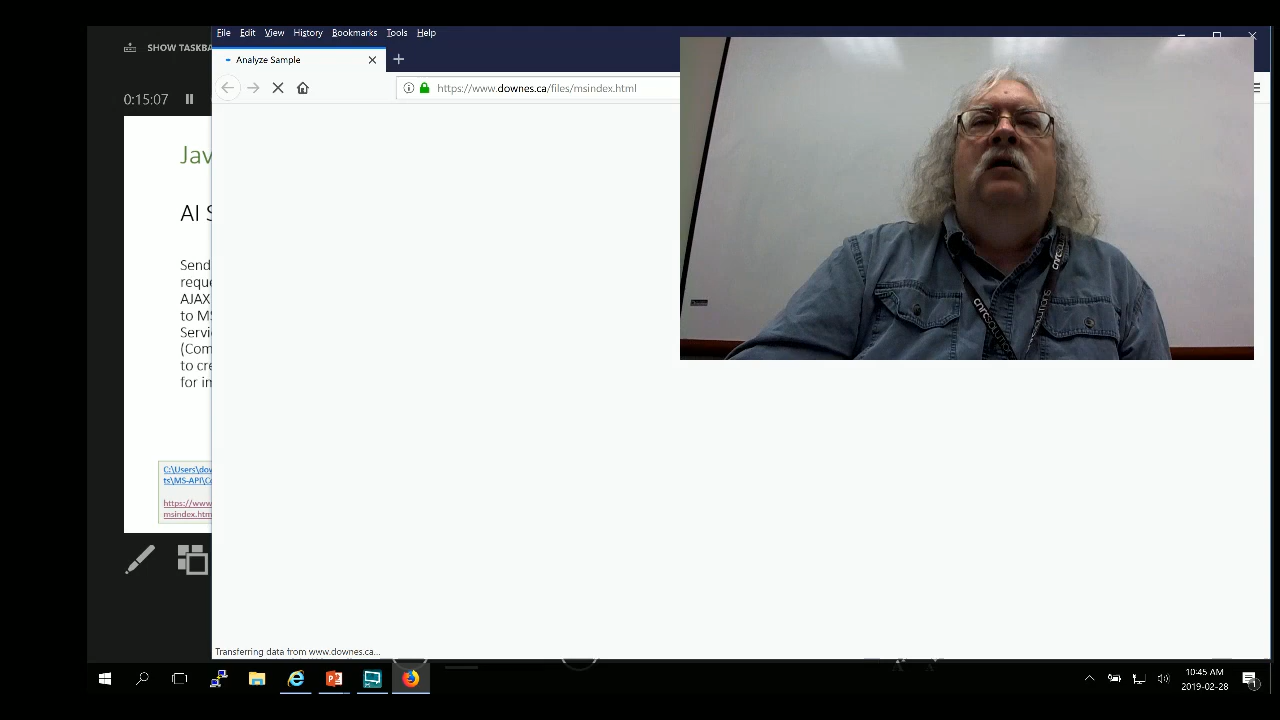 File Edit View History Bookmarks Tools Help
SHOW TASKBA
Analyze Sample
https://www.downes.ca/files/msindex.html
0:15:07
Jav
AI S
Send
requ
AJAX
to MS
Servi
(Com
to cre
for im
C:\Users\dow
ts\MS-API\Co
https://www
msindex.htm
Transferring data from www.downes.ca...
10:45 AM
2019-02-28